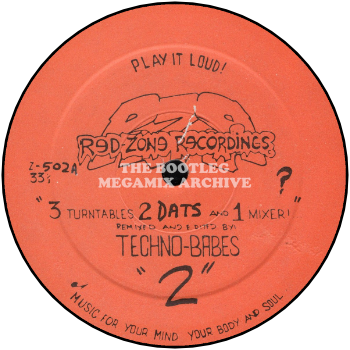 PLAY IT LOUD!
RED ZONE RECORDINGS
THE BOOTLEG
MEGAMIX ARCHIVE
Z-502A
33⅓
?
"3 TURNTABLES 2 DATS AND 1 MIXER!"
REMIXED AND EDITED BY:
TECHNO-BABES
"2"
MUSIC FOR YOUR MIND YOUR BODY AND SOUL